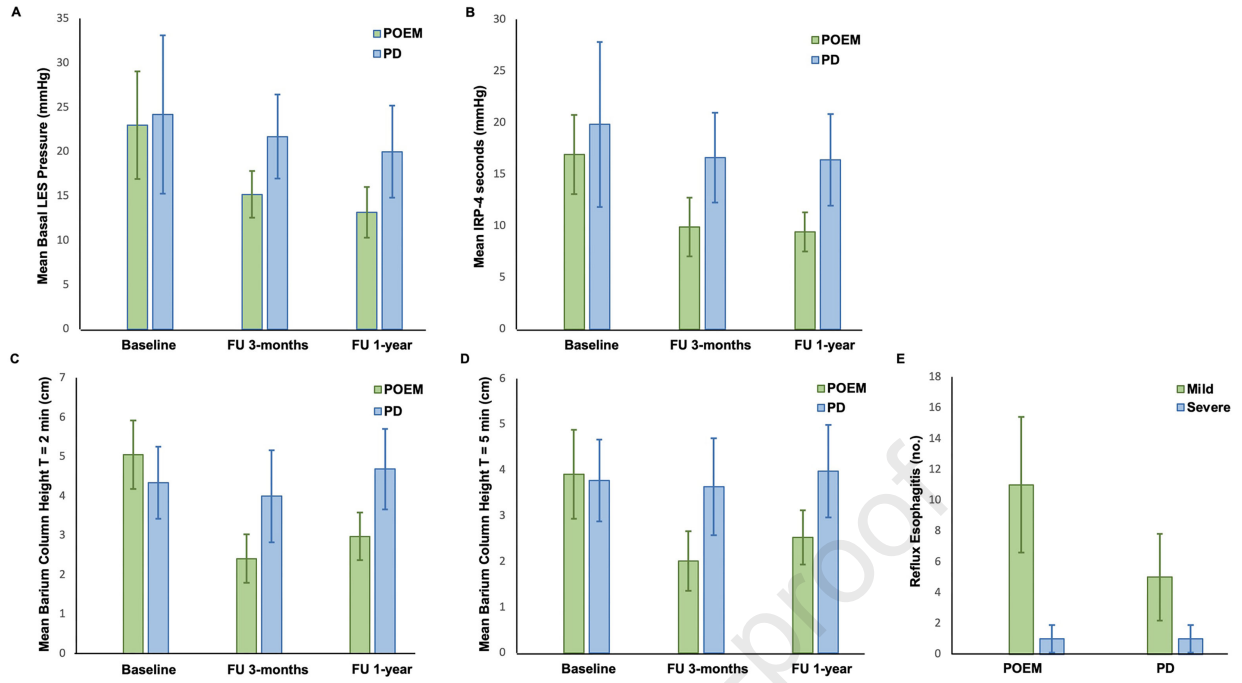 A
Mean Basal LES Pressure (mmHg)
35
30
25
20
15
10
5
0
POEM
PD
Baseline FU 3-months FU 1-year
B
Mean IRP-4 seconds (mmHg)
30
25
20
15
10
5
0
POEM
PD
Baseline FU 3-months FU 1-year
C
Mean Barium Column Height T = 2 min (cm)
7
6
5
4
3
2
1
0
POEM
PD
Baseline FU 3-months FU 1-year
D
Mean Barium Column Height T = 5 min (cm)
6
5
4
3
2
1
0
POEM
PD
Baseline FU 3-months FU 1-year
E
Reflux Esophagitis (no.)
18
16
14
12
10
8
6
4
2
0
Mild
Severe
POEM PD
proof